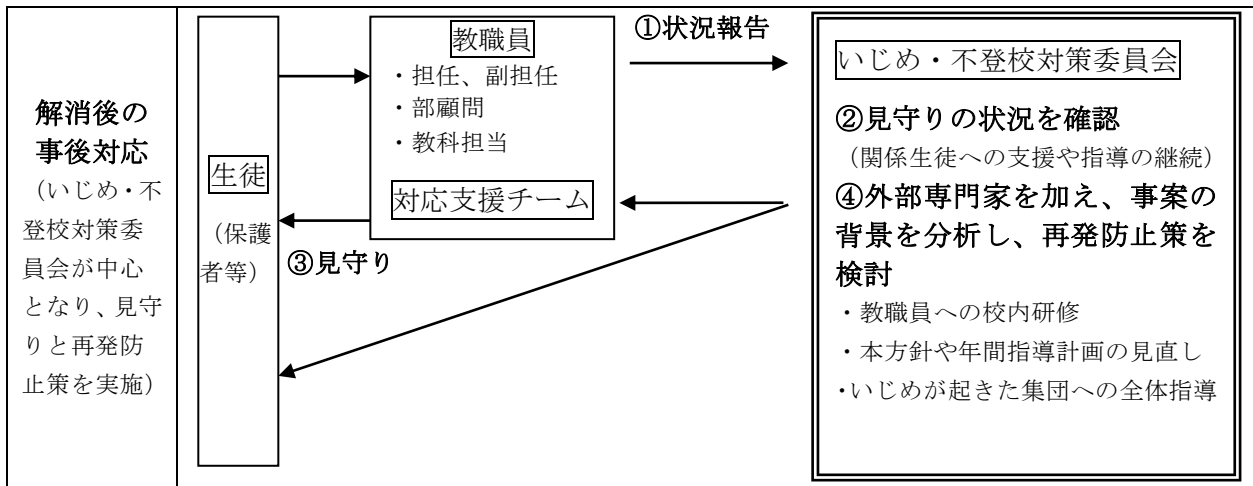 解消後の
事後対応
（いじめ・不
登校対策委
員会が中心
となり、見守
りと再発防
止策を実施）
生徒
（保護
者等）
教職員
・担任、副担任
・部顧問
・教科担当
対応支援チーム
①状況報告
③見守り
いじめ・不登校対策委員会
②見守りの状況を確認
（関係生徒への支援や指導の継続）
④外部専門家を加え、事案の
背景を分析し、再発防止策を
検討
・教職員への校内研修
・本方針や年間指導計画の見直し
・いじめが起きた集団への全体指導